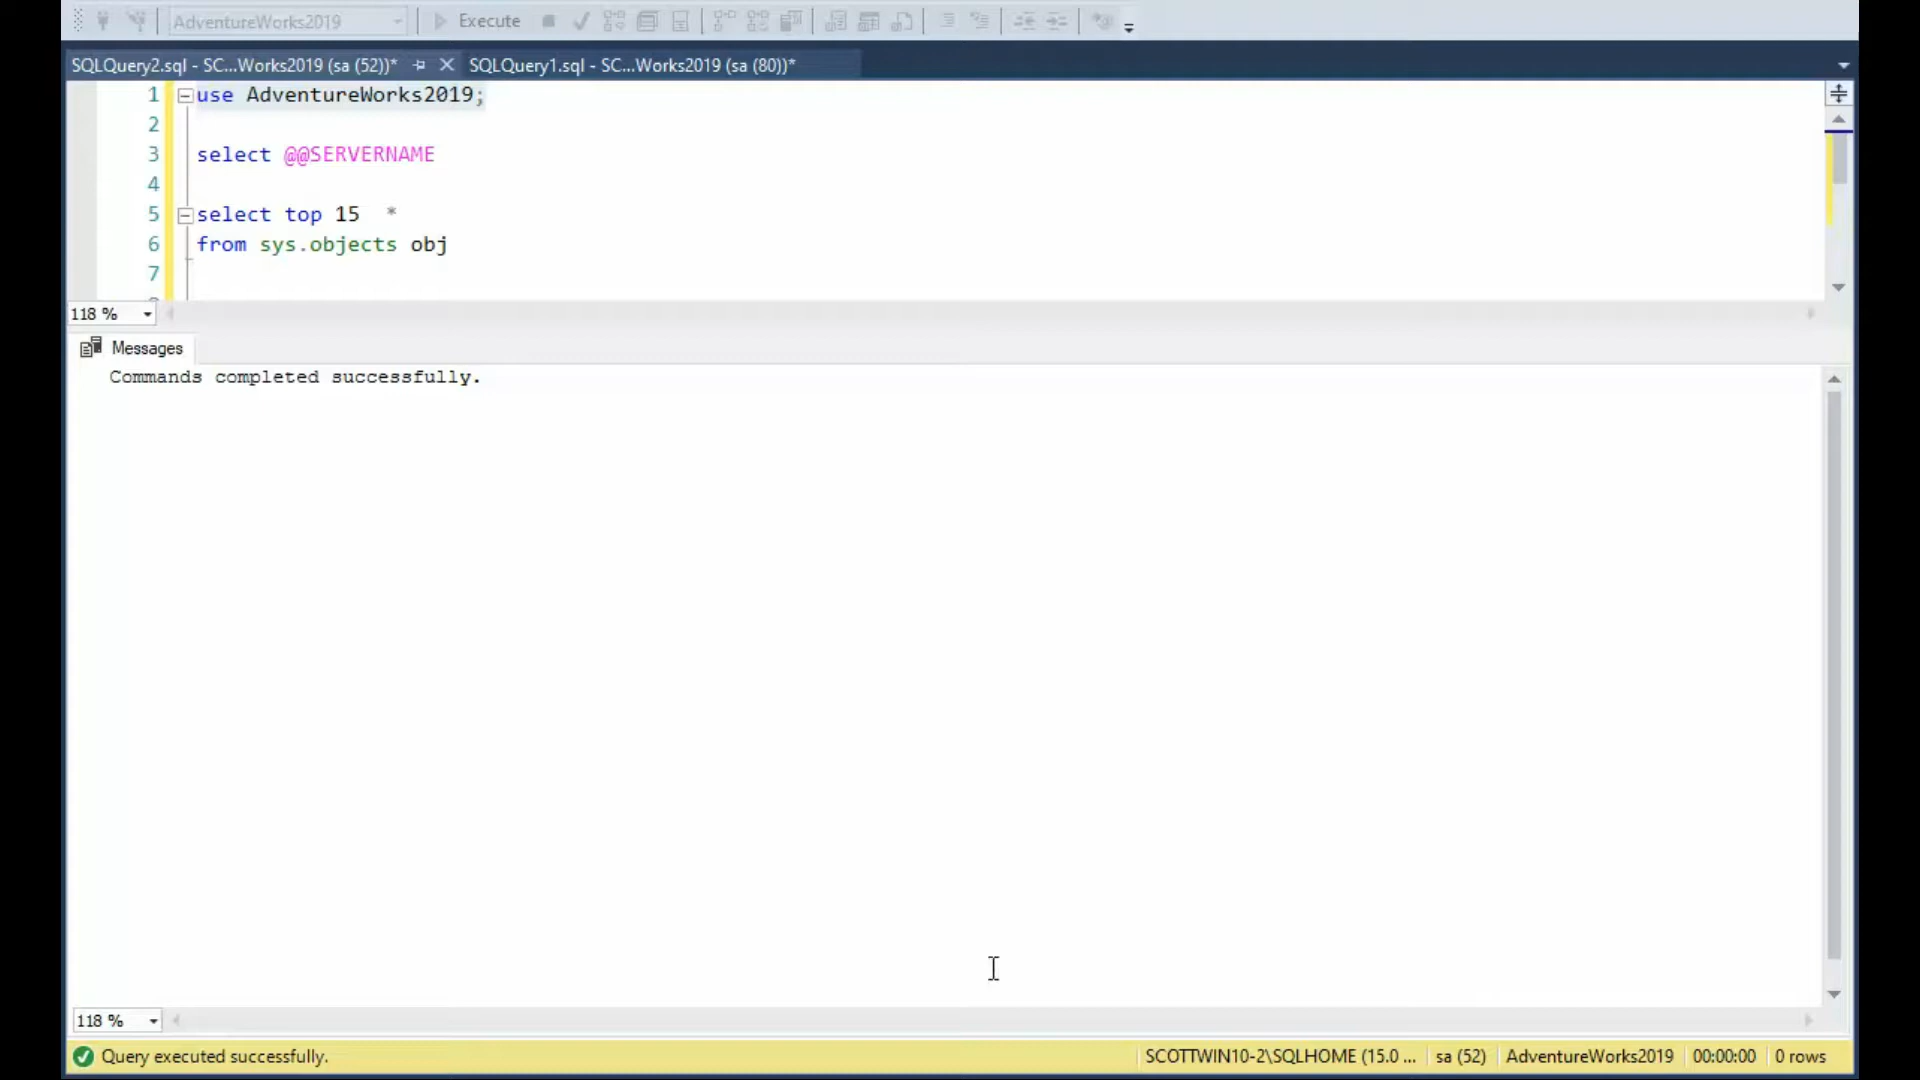 AdventureWorks2019 Execute
SQLQuery2.sql - SC...Works2019 (sa (52))* SQLQuery1.sql - SC...Works2019 (sa (80))*
1 use AdventureWorks2019;
2
3 select @@SERVERNAME
4
5 select top 15 *
6 from sys.objects obj
7
118 %
Messages
Commands completed successfully.
118 %
Query executed successfully. SCOTTWIN10-2\SQLHOME (15.0 ... sa (52) AdventureWorks2019 00:00:00 0 rows